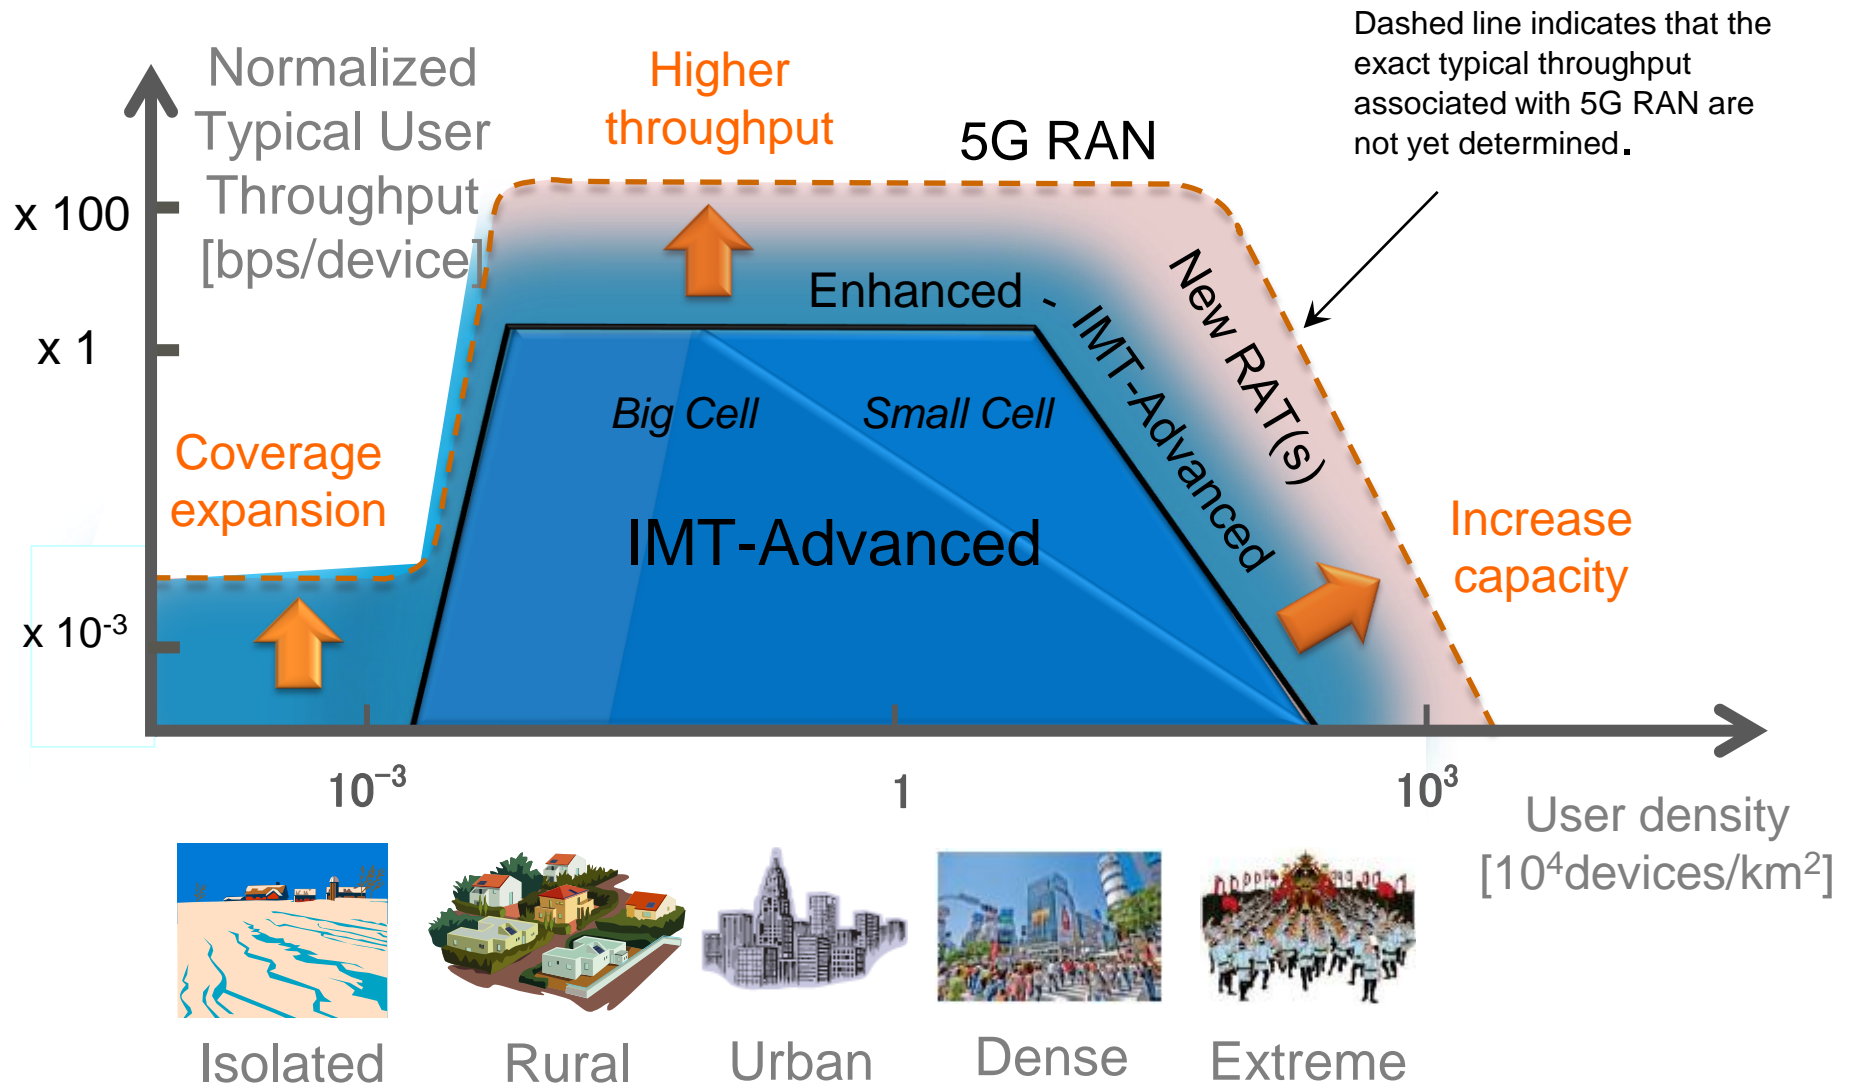 Normalized
Typical User
Throughput
[bps/device]
Higher
throughput
5G RAN
Dashed line indicates that the
exact typical throughput
associated with 5G RAN are
not yet determined.
x 100
x 1
x 10⁻³
Enhanced -
IMT-Advanced
New RAT(s)
Big Cell
Small Cell
IMT-Advanced
Coverage
expansion
Increase
capacity
10⁻³
1
10³
User density
[10⁴devices/km²]
Isolated
Rural
Urban
Dense
Extreme